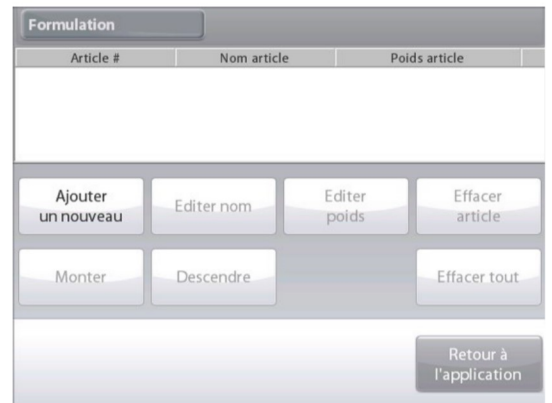 Formulation
Article # Nom article Poids article
Ajouter
un nouveau
Editer nom
Editer
poids
Effacer
article
Monter
Descendre
Effacer tout
Retour à
l'application